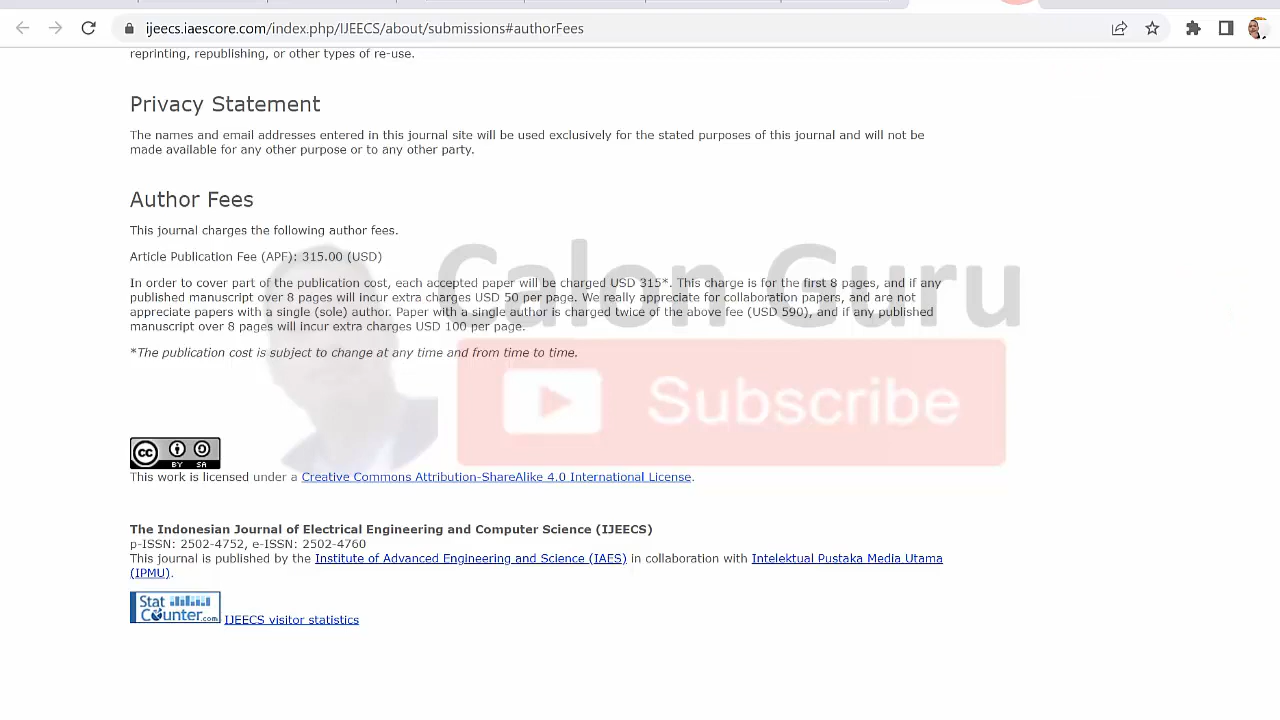 ijeecs.iaescore.com/index.php/IJEECS/about/submissions#authorFees
reprinting, republishing, or other types of re-use.
Privacy Statement
The names and email addresses entered in this journal site will be used exclusively for the stated purposes of this journal and will not be
made available for any other purpose or to any other party.
Author Fees
This journal charges the following author fees.
Article Publication Fee (APF): 315.00 (USD)
In order to cover part of the publication cost, each accepted paper will be charged USD 315*. This charge is for the first 8 pages, and if any
published manuscript over 8 pages will incur extra charges USD 50 per page. We really appreciate for collaboration papers, and are not
appreciate papers with a single (sole) author. Paper with a single author is charged twice of the above fee (USD 590), and if any published
manuscript over 8 pages will incur extra charges USD 100 per page.
*The publication cost is subject to change at any time and from time to time.
Calon Guru
Subscribe
cc
BY SA
This work is licensed under a Creative Commons Attribution-ShareAlike 4.0 International License.
The Indonesian Journal of Electrical Engineering and Computer Science (IJEECS)
p-ISSN: 2502-4752, e-ISSN: 2502-4760
This journal is published by the Institute of Advanced Engineering and Science (IAES) in collaboration with Intelektual Pustaka Media Utama
(IPMU).
Stat
Counter.com
IJEECS visitor statistics